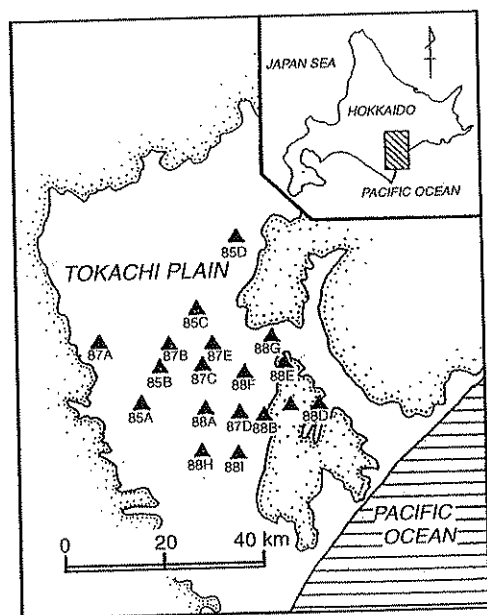 JAPAN SEA
HOKKAIDO
PACIFIC OCEAN
85D
TOKACHI PLAIN
85C
87A
87B
87E
88G
85B
87C
88F
88E
85A
88A
87D
88B
88D
88H
88I
0 20 40 km
PACIFIC
OCEAN